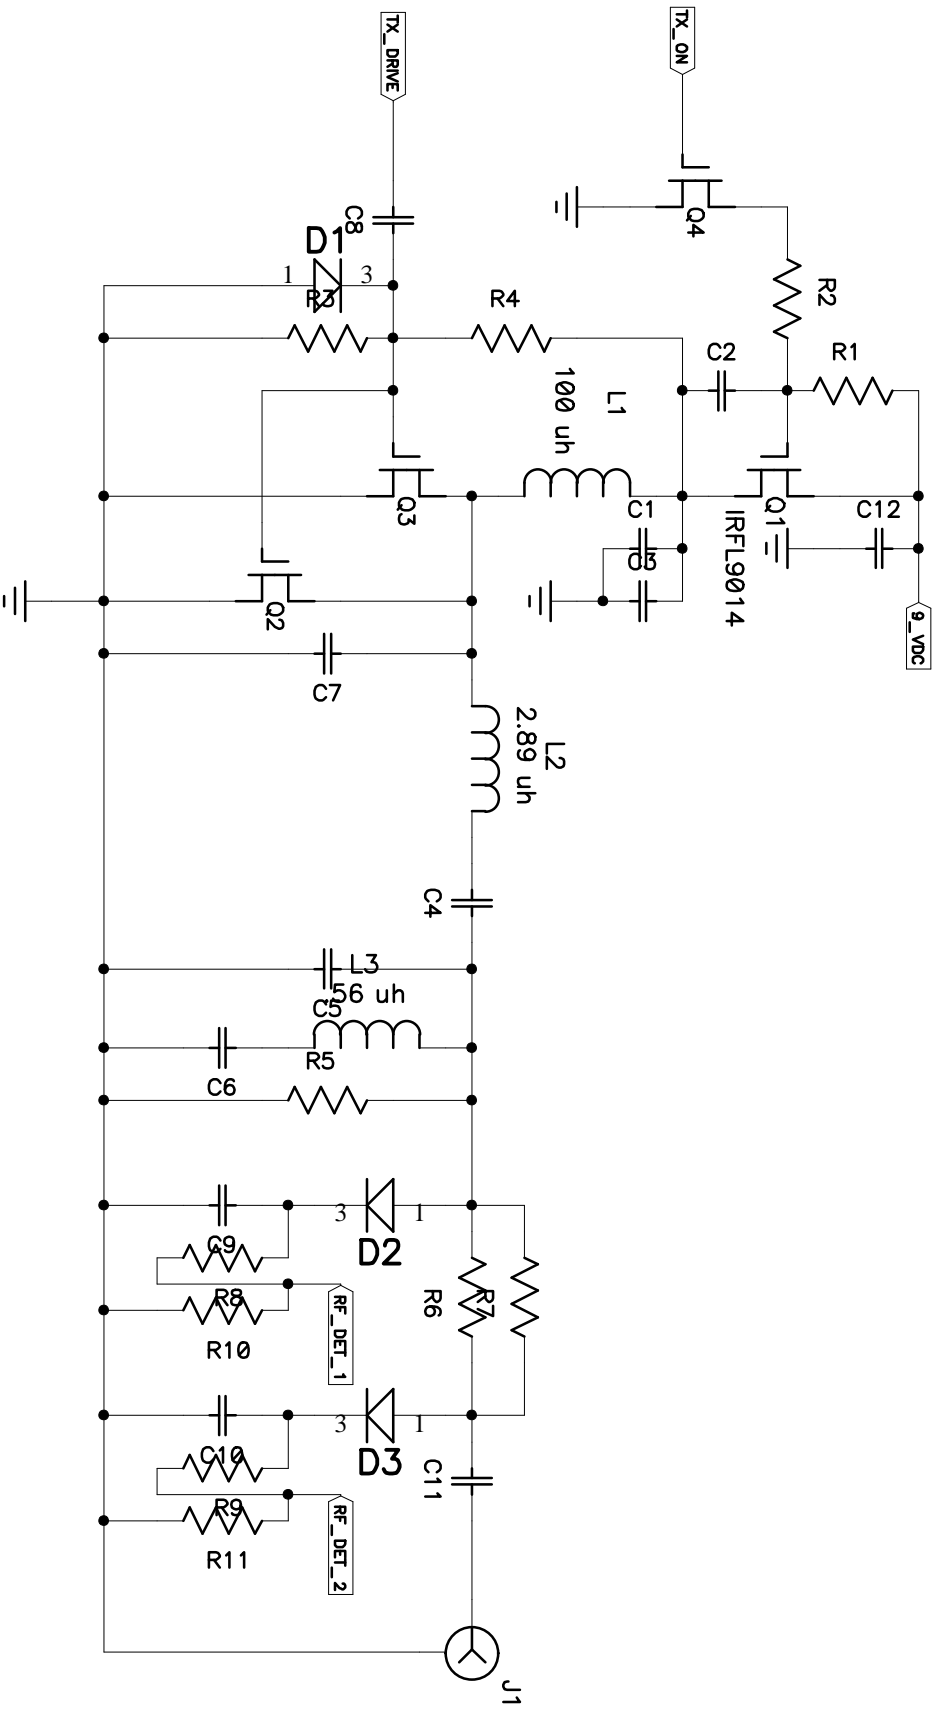 TX_DRIVE
TX_ON
C8
Q4
D1
1
3
R3
R4
R2
C2
R1
L1
100 uh
Q3
C1
C3
Q1
IRFL9014
C12
9_VDC
Q2
C7
L2
2.89 uh
C4
L3
.56 uh
C5
R5
C6
3
1
D2
C9
R8
R10
RF_DET_1
R6
R7
3
1
D3
C10
R9
R11
RF_DET_2
C11
J1